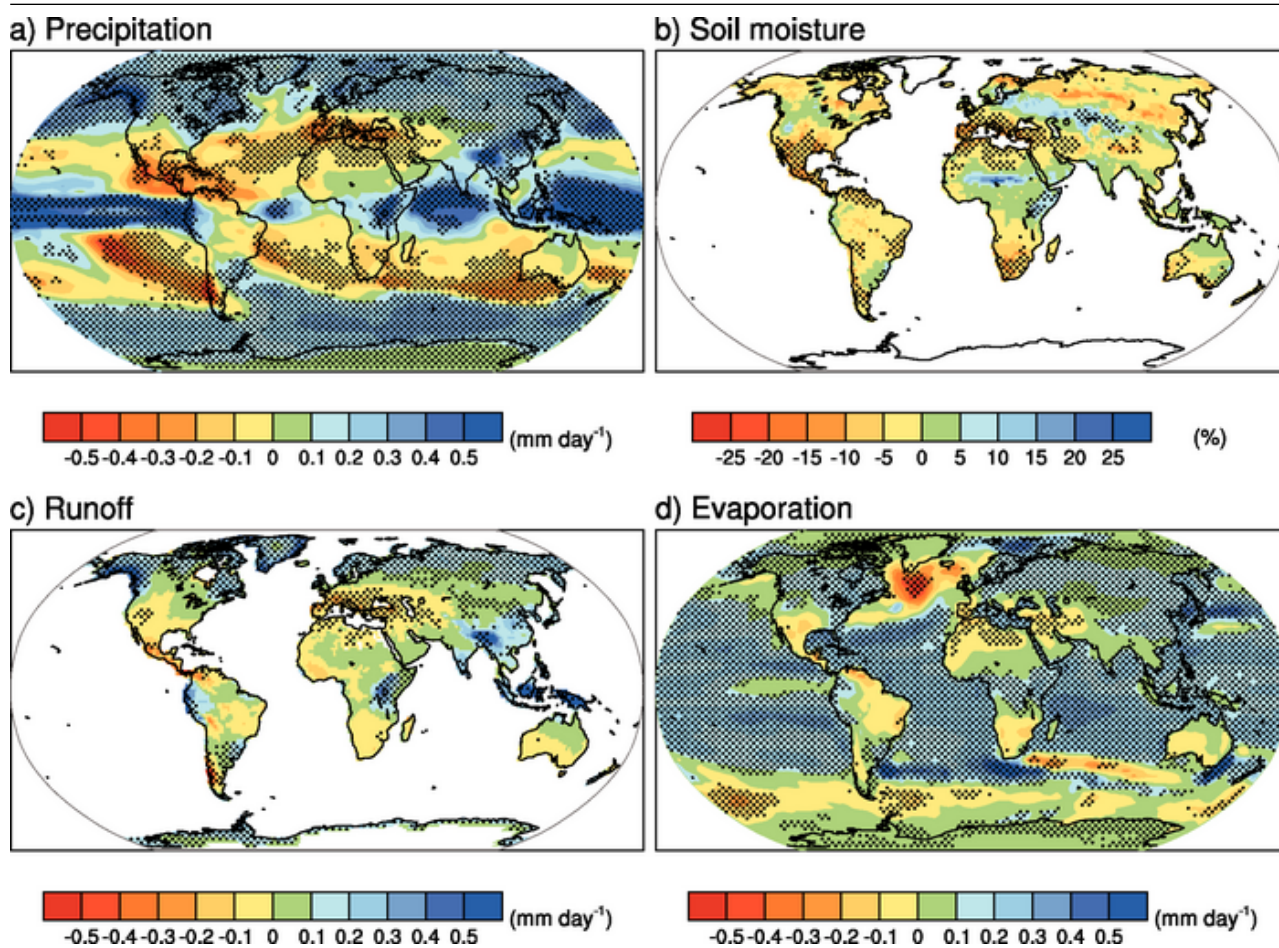 a) Precipitation
b) Soil moisture
-0.5 -0.4 -0.3 -0.2 -0.1 0 0.1 0.2 0.3 0.4 0.5
(mm day⁻¹)
-25 -20 -15 -10 -5 0 5 10 15 20 25
(%)
c) Runoff
d) Evaporation
-0.5 -0.4 -0.3 -0.2 -0.1 0 0.1 0.2 0.3 0.4 0.5
(mm day⁻¹)
-0.5 -0.4 -0.3 -0.2 -0.1 0 0.1 0.2 0.3 0.4 0.5
(mm day⁻¹)